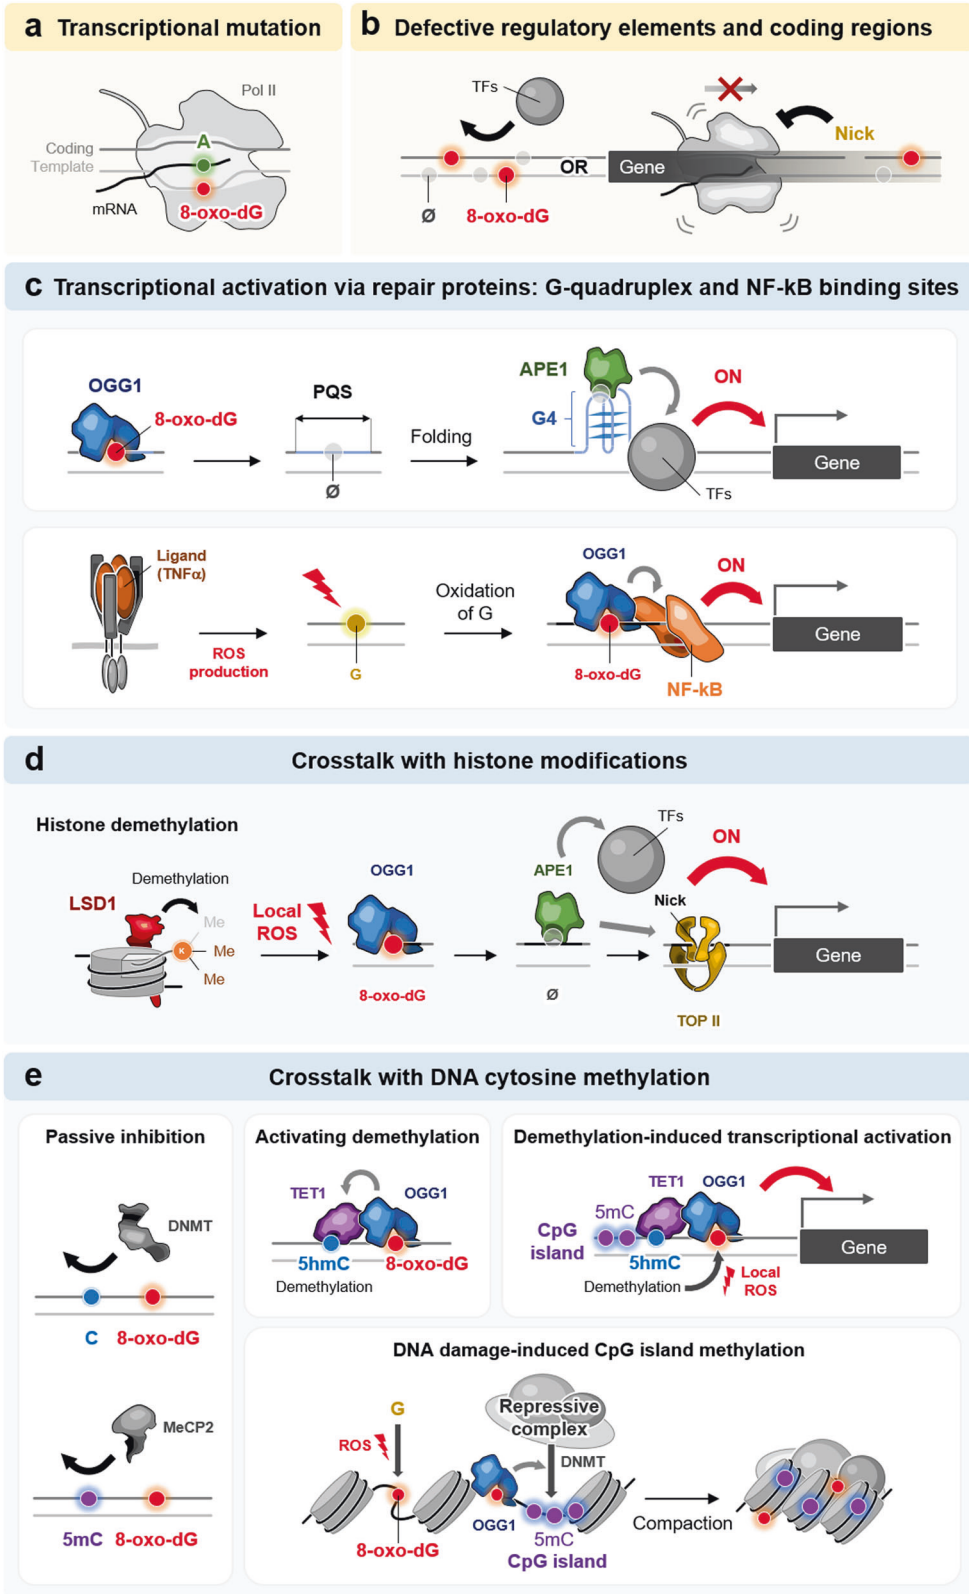 a Transcriptional mutation
Pol II
A
Coding
Template
mRNA
8-oxo-dG
b Defective regulatory elements and coding regions
TFs
Nick
OR
Gene
Ø
8-oxo-dG
c Transcriptional activation via repair proteins: G-quadruplex and NF-kB binding sites
OGG1
8-oxo-dG
PQS
Ø
Folding
APE1
G4
ON
TFs
Gene
Ligand
(TNFα)
ROS
production
G
Oxidation
of G
OGG1
8-oxo-dG
NF-kB
ON
Gene
d Crosstalk with histone modifications
Histone demethylation
LSD1
Demethylation
K
Me
Me
Me
Local
ROS
OGG1
8-oxo-dG
APE1
Ø
TFs
Nick
TOP II
ON
Gene
e Crosstalk with DNA cytosine methylation
Passive inhibition
DNMT
C 8-oxo-dG
MeCP2
5mC 8-oxo-dG
Activating demethylation
TET1
OGG1
5hmC
8-oxo-dG
Demethylation
Demethylation-induced transcriptional activation
TET1
OGG1
5mC
CpG
island
5hmC
Demethylation
Local
ROS
Gene
DNA damage-induced CpG island methylation
G
ROS
8-oxo-dG
Repressive
complex
DNMT
OGG1
5mC
CpG island
Compaction